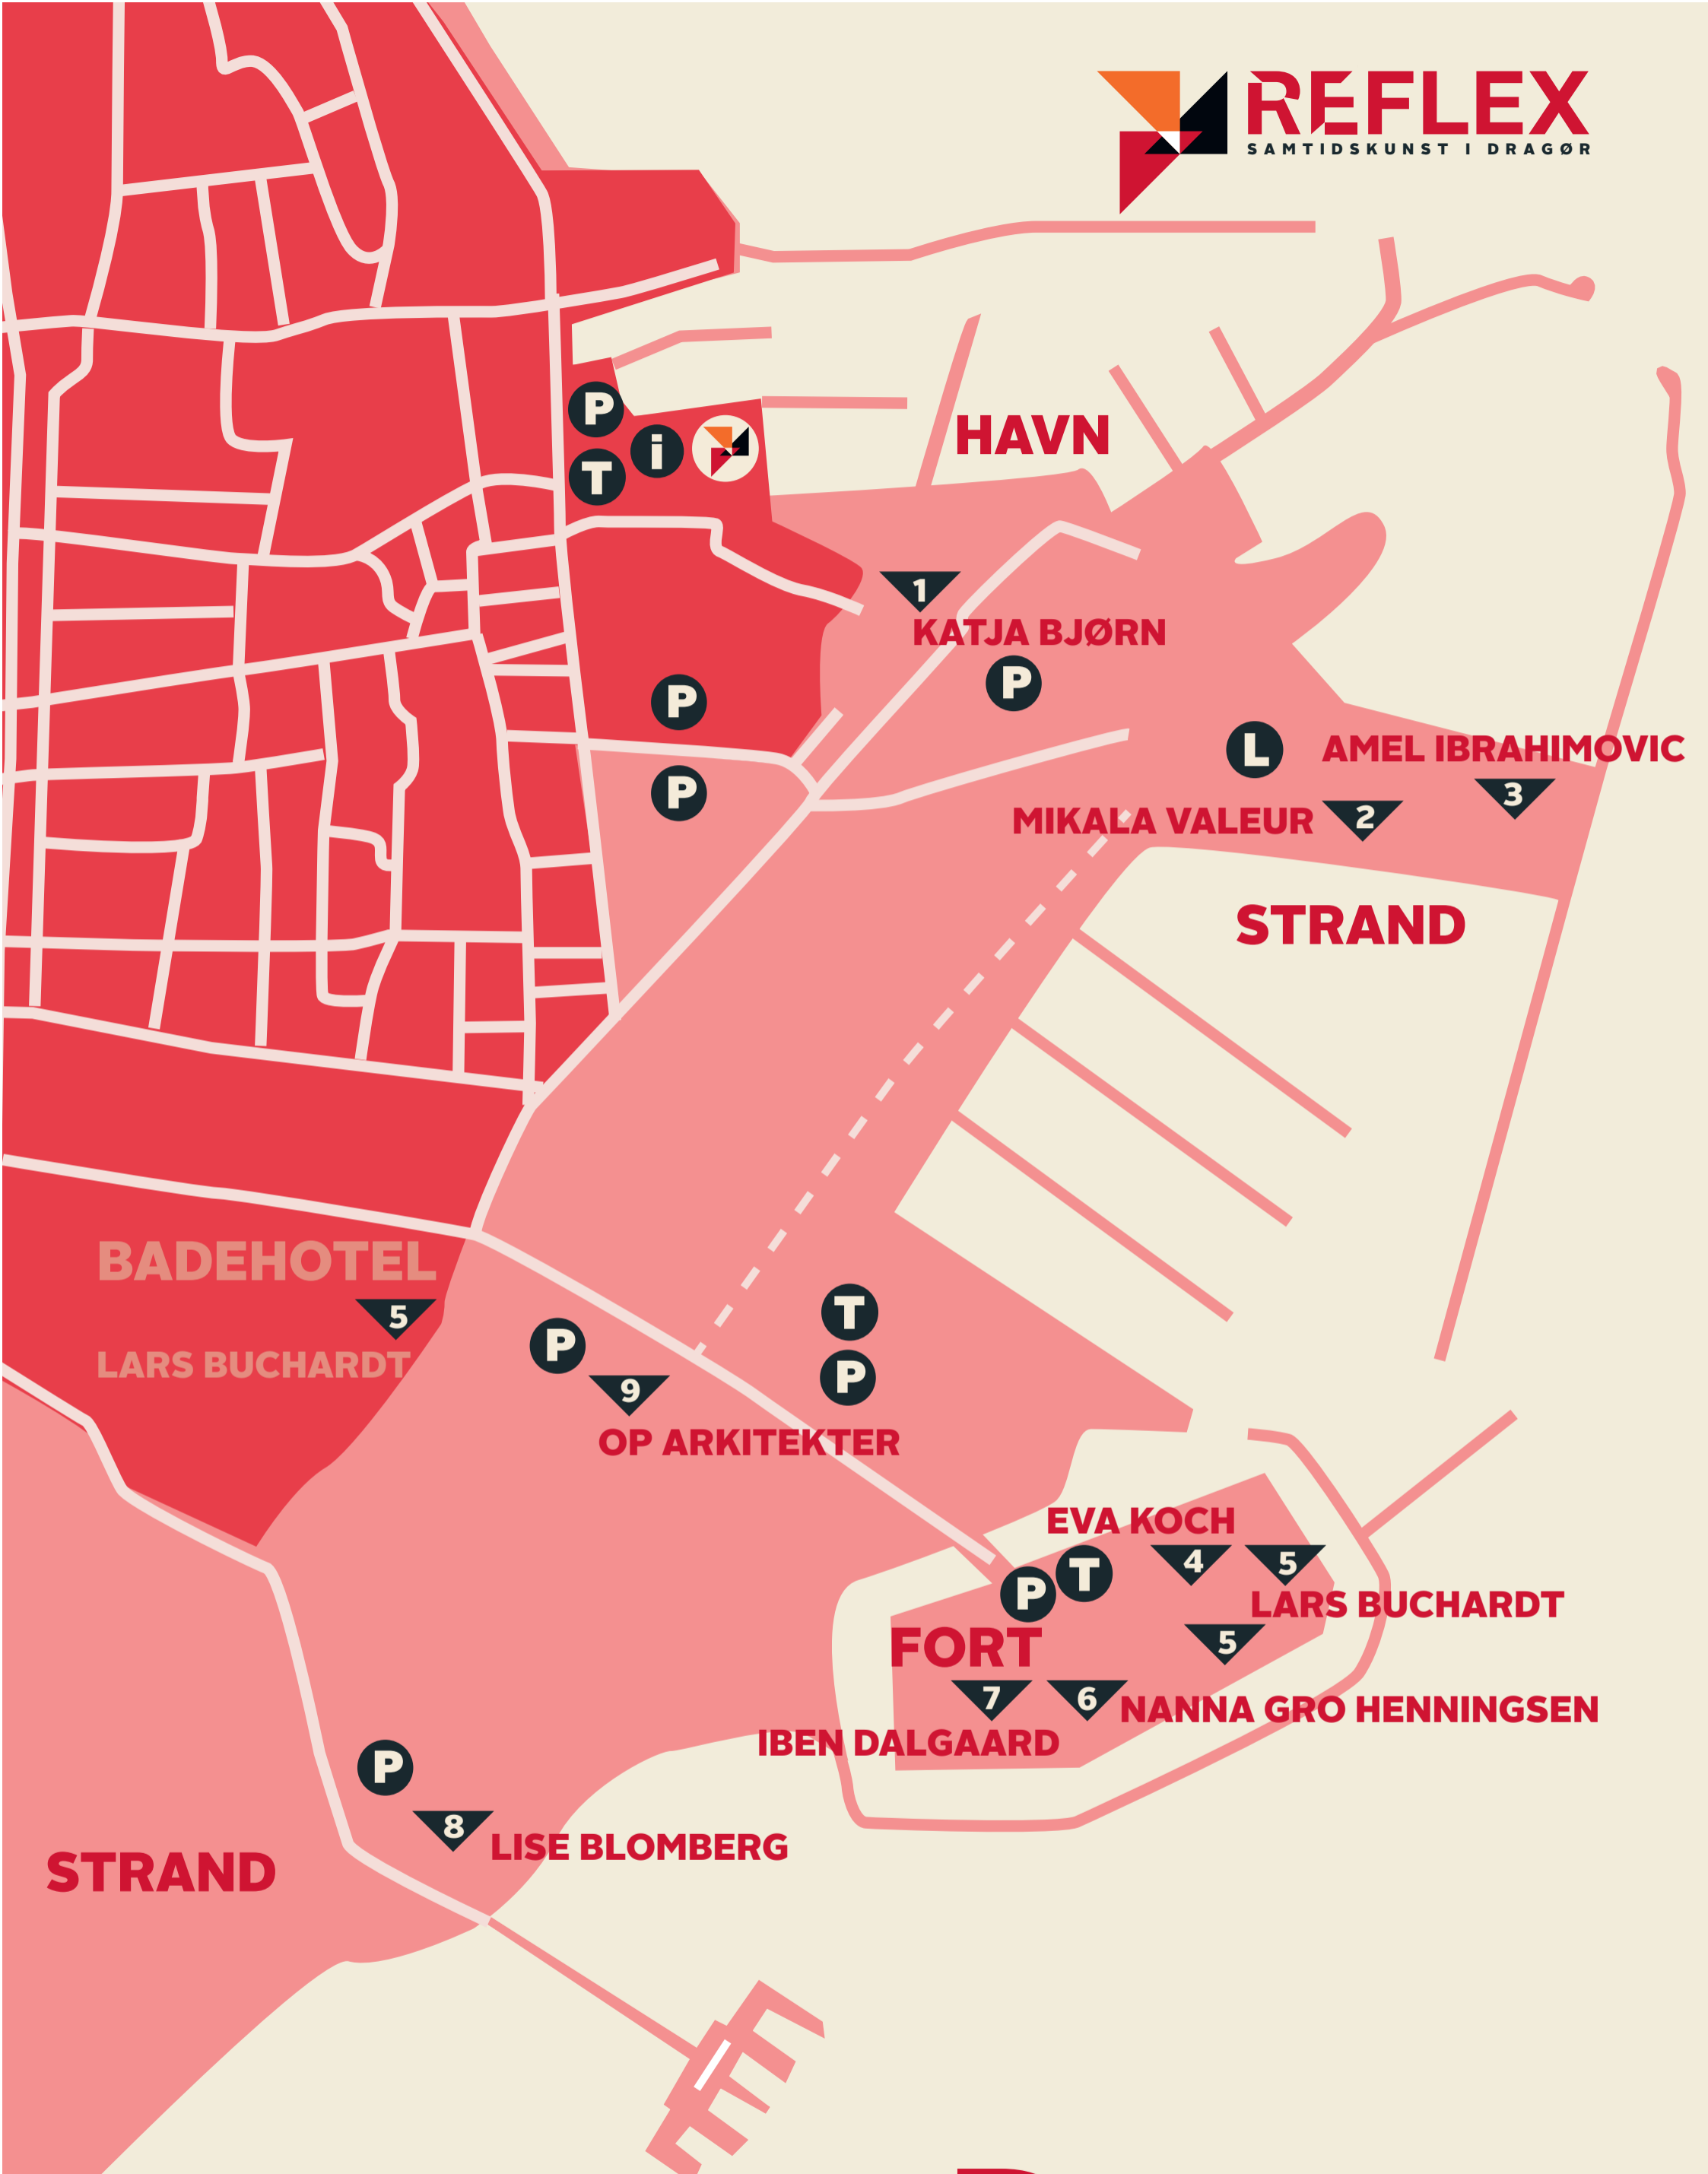 REFLEX
SAMTIDSKUNST I DRAGØR
P
T
i
HAVN
1
KATJA BJØRN
P
P
P
L
AMEL IBRAHIMOVIC
3
MIKALA VALEUR
2
STRAND
BADEHOTEL
5
LARS BUCHARDT
P
9
OP ARKITEKTER
T
P
EVA KOCH
4
5
T
P
LARS BUCHARDT
FORT
5
7
6
NANNA GRO HENNINGSEN
IBEN DALGAARD
P
8
LISE BLOMBERG
STRAND